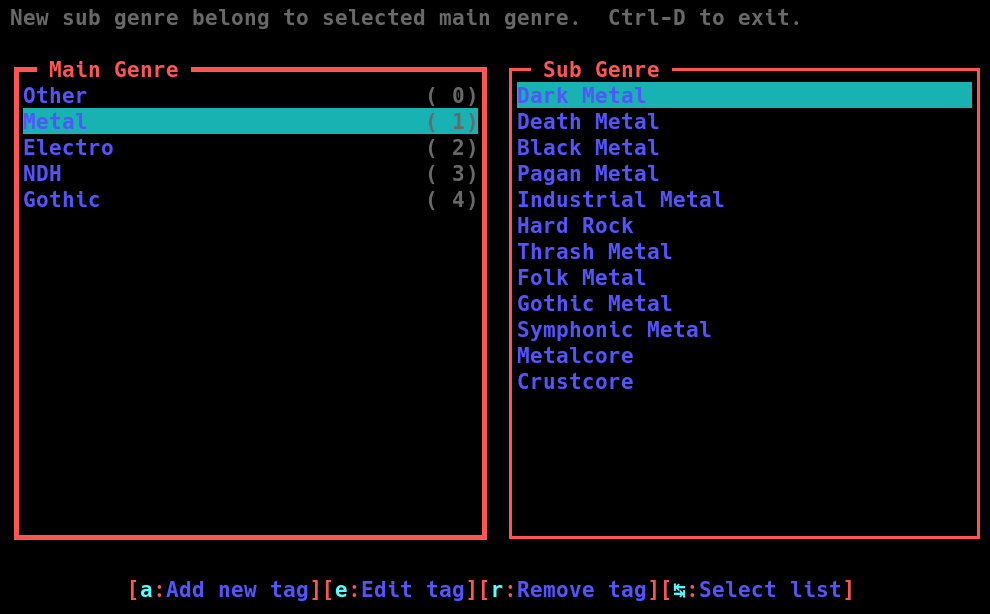 New sub genre belong to selected main genre.  Ctrl-D to exit.
Main Genre
Other ( 0)
Metal ( 1)
Electro ( 2)
NDH ( 3)
Gothic ( 4)
Sub Genre
Dark Metal
Death Metal
Black Metal
Pagan Metal
Industrial Metal
Hard Rock
Thrash Metal
Folk Metal
Gothic Metal
Symphonic Metal
Metalcore
Crustcore
[a:Add new tag][e:Edit tag][r:Remove tag][↹:Select list]